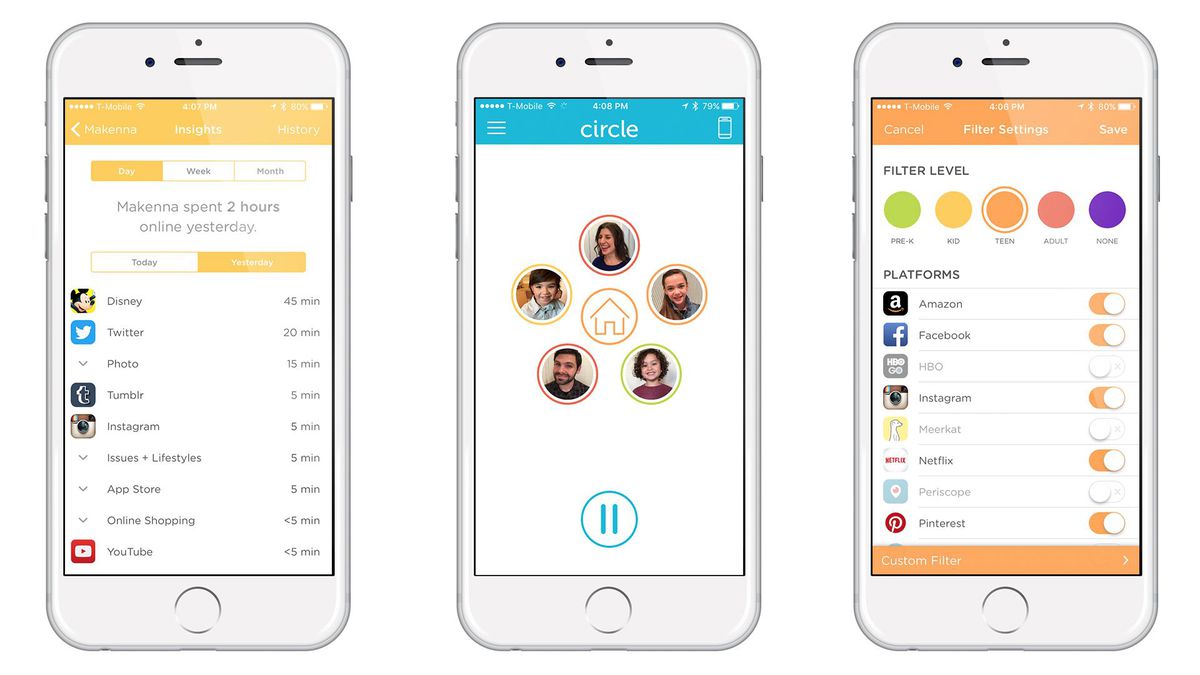 T-Mobile 4:07 PM 80%
Makenna Insights History
Day Week Month
Makenna spent 2 hours
online yesterday.
Today Yesterday
Disney 45 min
Twitter 20 min
Photo 15 min
Tumblr 5 min
Instagram 5 min
Issues + Lifestyles 5 min
App Store 5 min
Online Shopping <5 min
YouTube <5 min
T-Mobile 4:08 PM 79%
circle
T-Mobile 4:06 PM 80%
Cancel Filter Settings Save
FILTER LEVEL
PRE-K KID TEEN ADULT NONE
PLATFORMS
a Amazon
f Facebook
HBO GO HBO
Instagram
Meerkat
NETFLIX Netflix
Periscope
Pinterest
Custom Filter